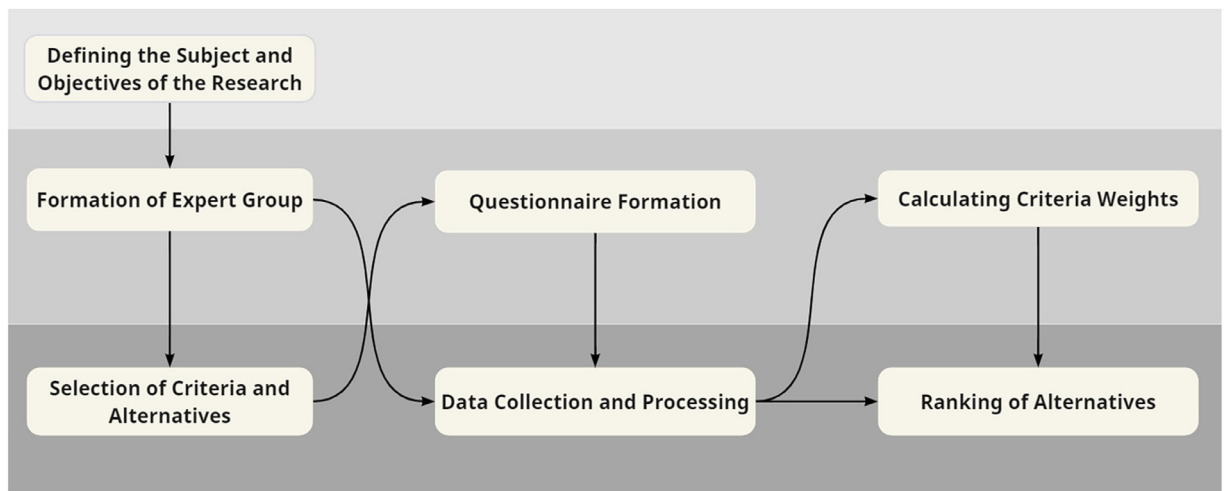 Defining the Subject and
Objectives of the Research
Formation of Expert Group
Questionnaire Formation
Calculating Criteria Weights
Selection of Criteria and
Alternatives
Data Collection and Processing
Ranking of Alternatives